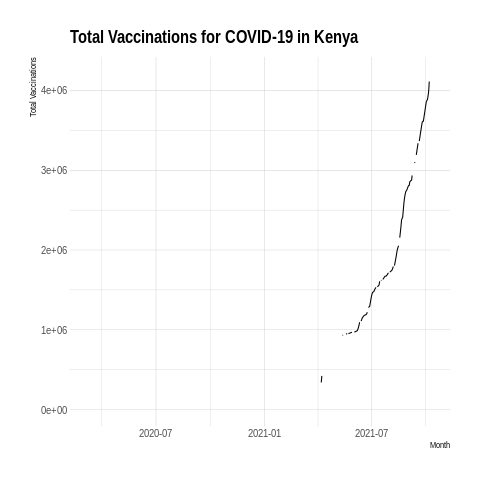 Total Vaccinations for COVID-19 in Kenya
Total Vaccinations
4e+06
3e+06
2e+06
1e+06
0e+00
2020-07
2021-01
2021-07
Month